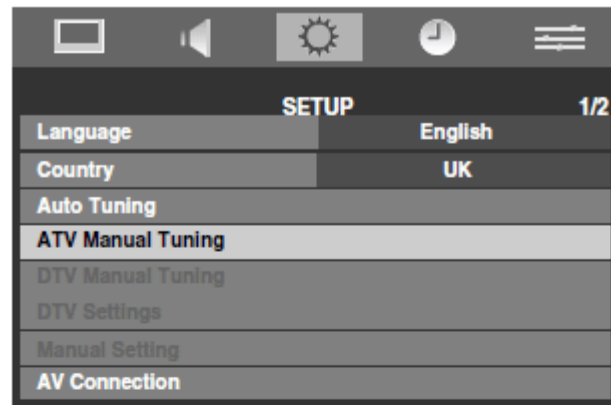 SETUP 1/2
Language English
Country UK
Auto Tuning
ATV Manual Tuning
DTV Manual Tuning
DTV Settings
Manual Setting
AV Connection